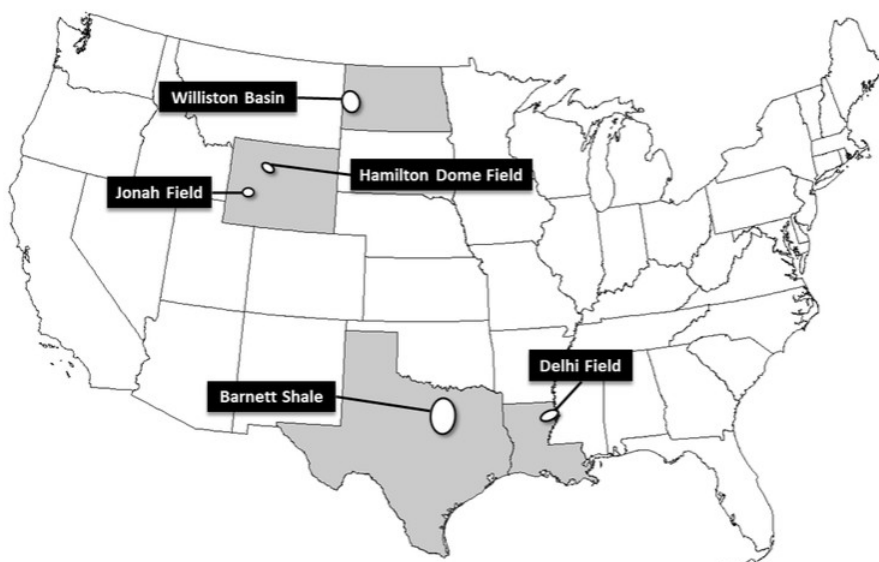 Williston Basin
Hamilton Dome Field
Jonah Field
Delhi Field
Barnett Shale